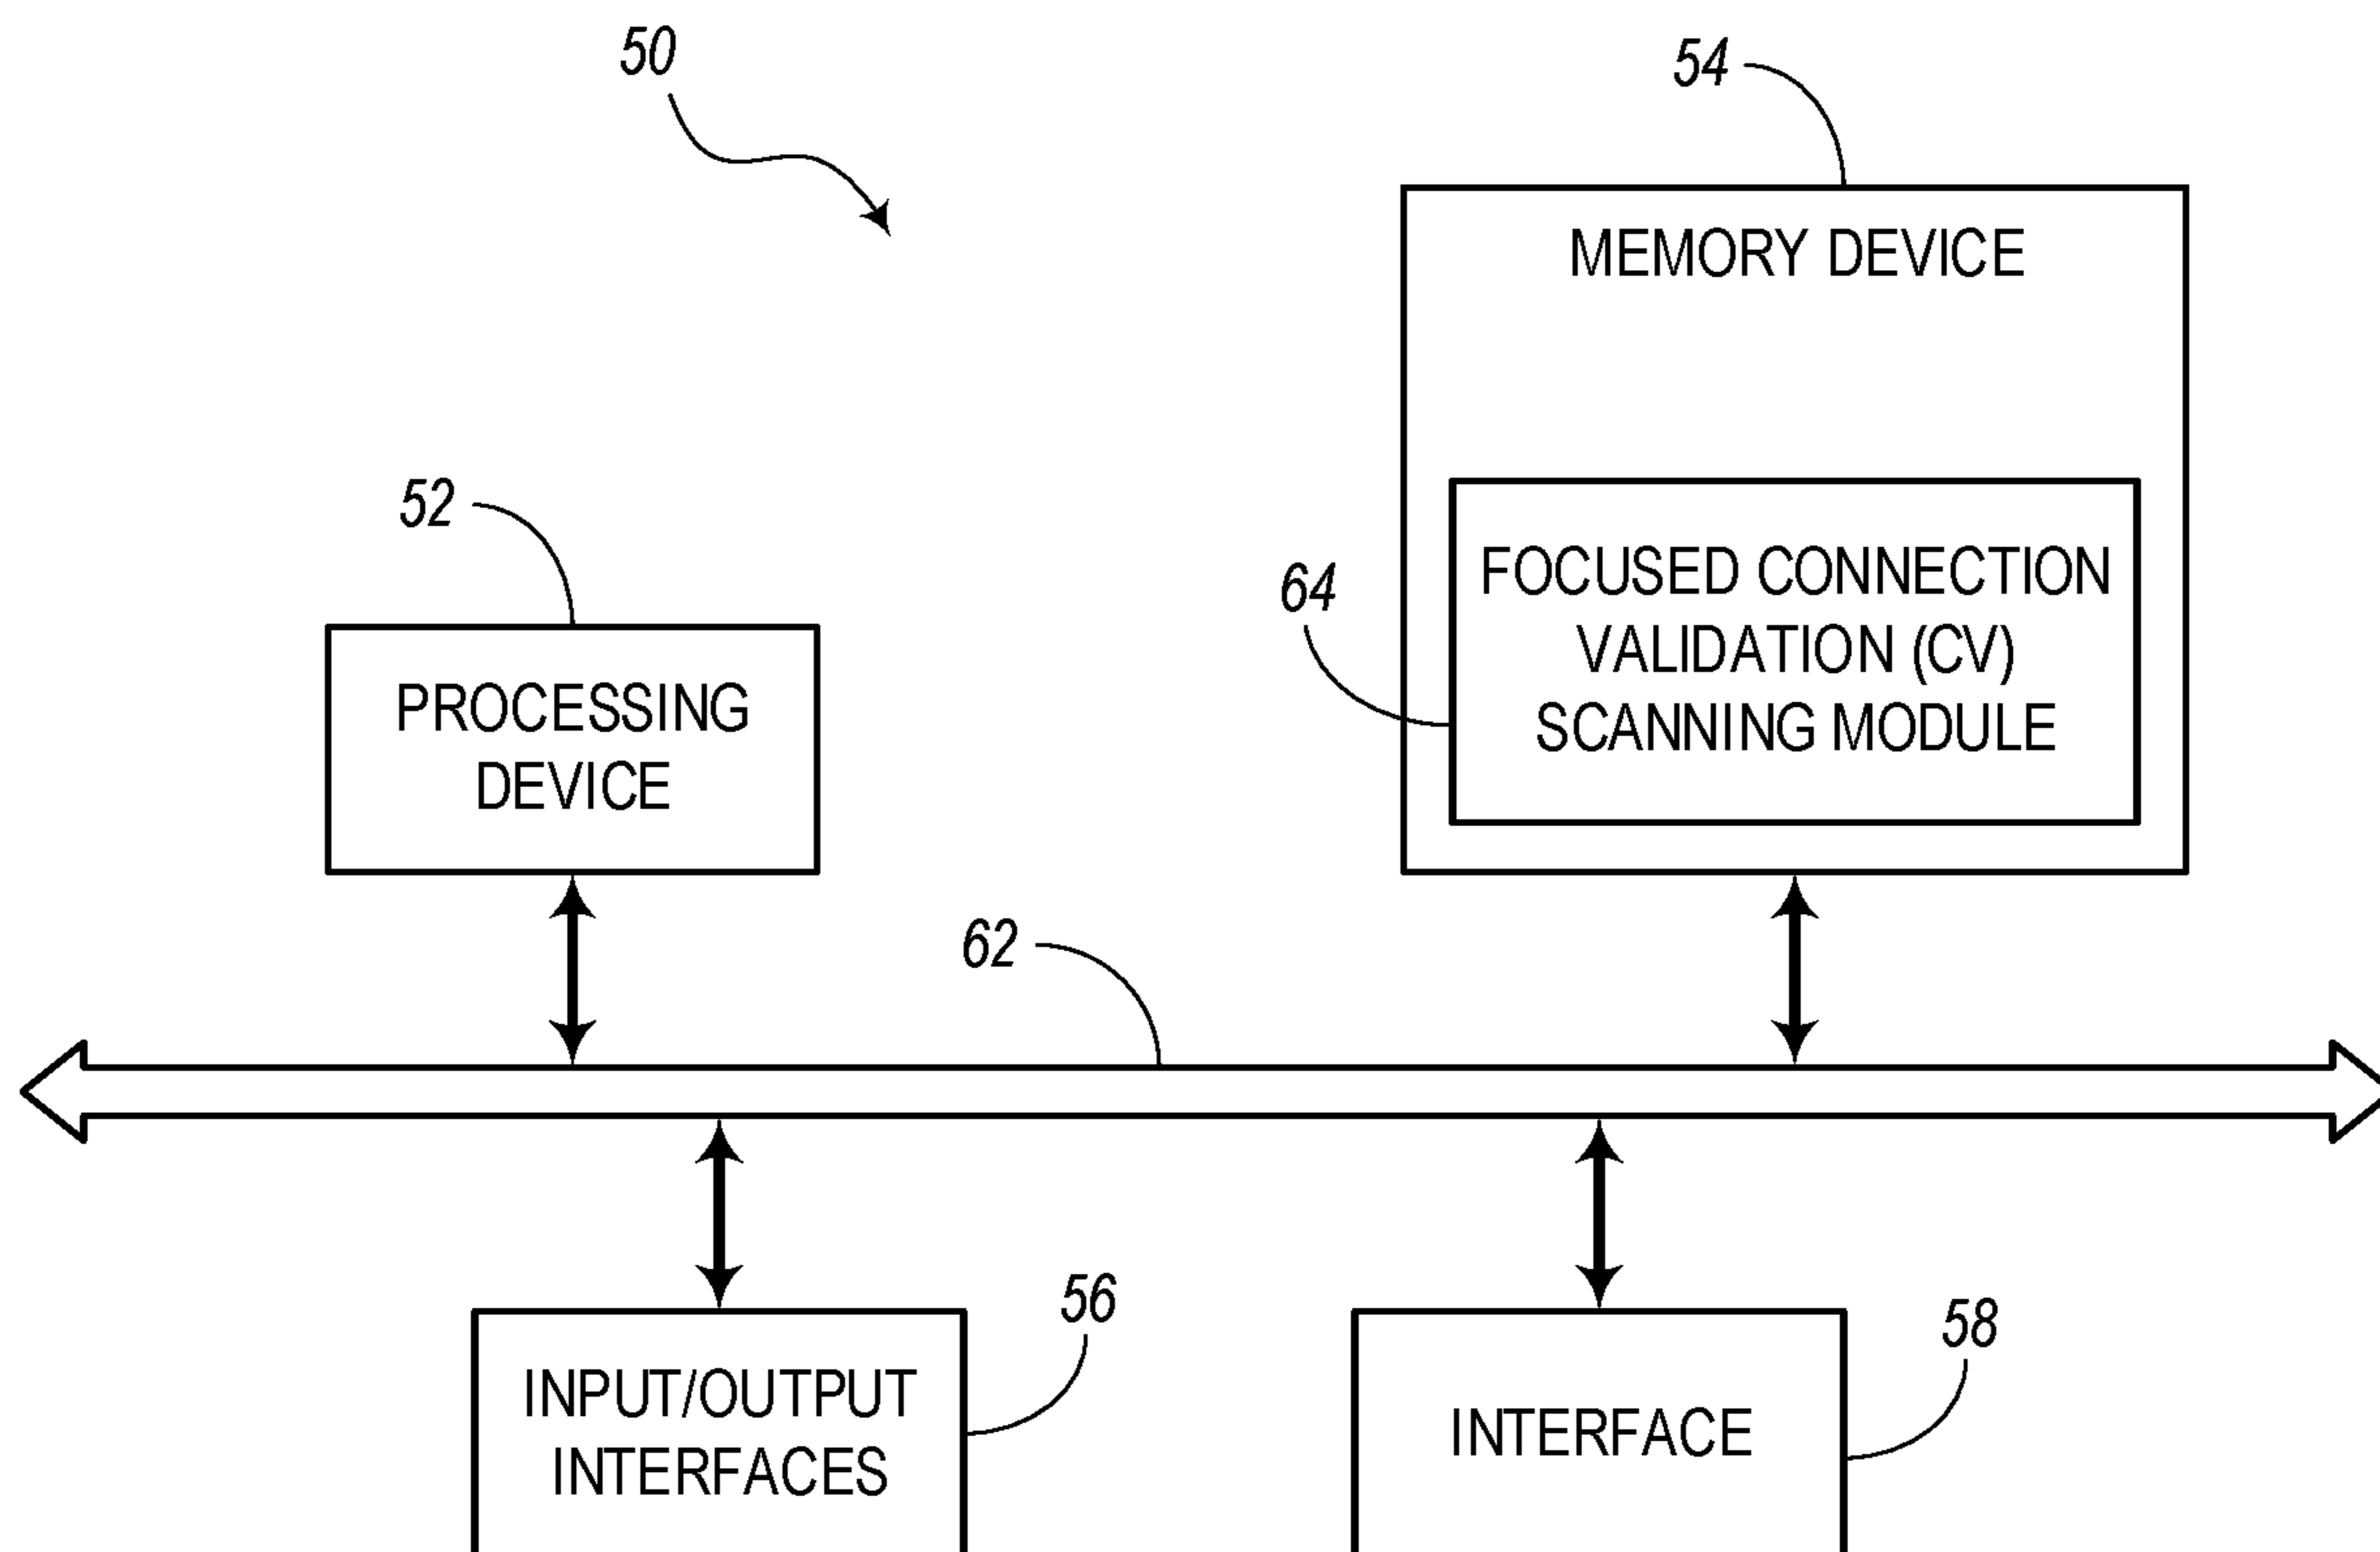 50
54
MEMORY DEVICE
52
64
FOCUSED CONNECTION
VALIDATION (CV)
SCANNING MODULE
PROCESSING
DEVICE
62
56
58
INPUT/OUTPUT
INTERFACES
INTERFACE